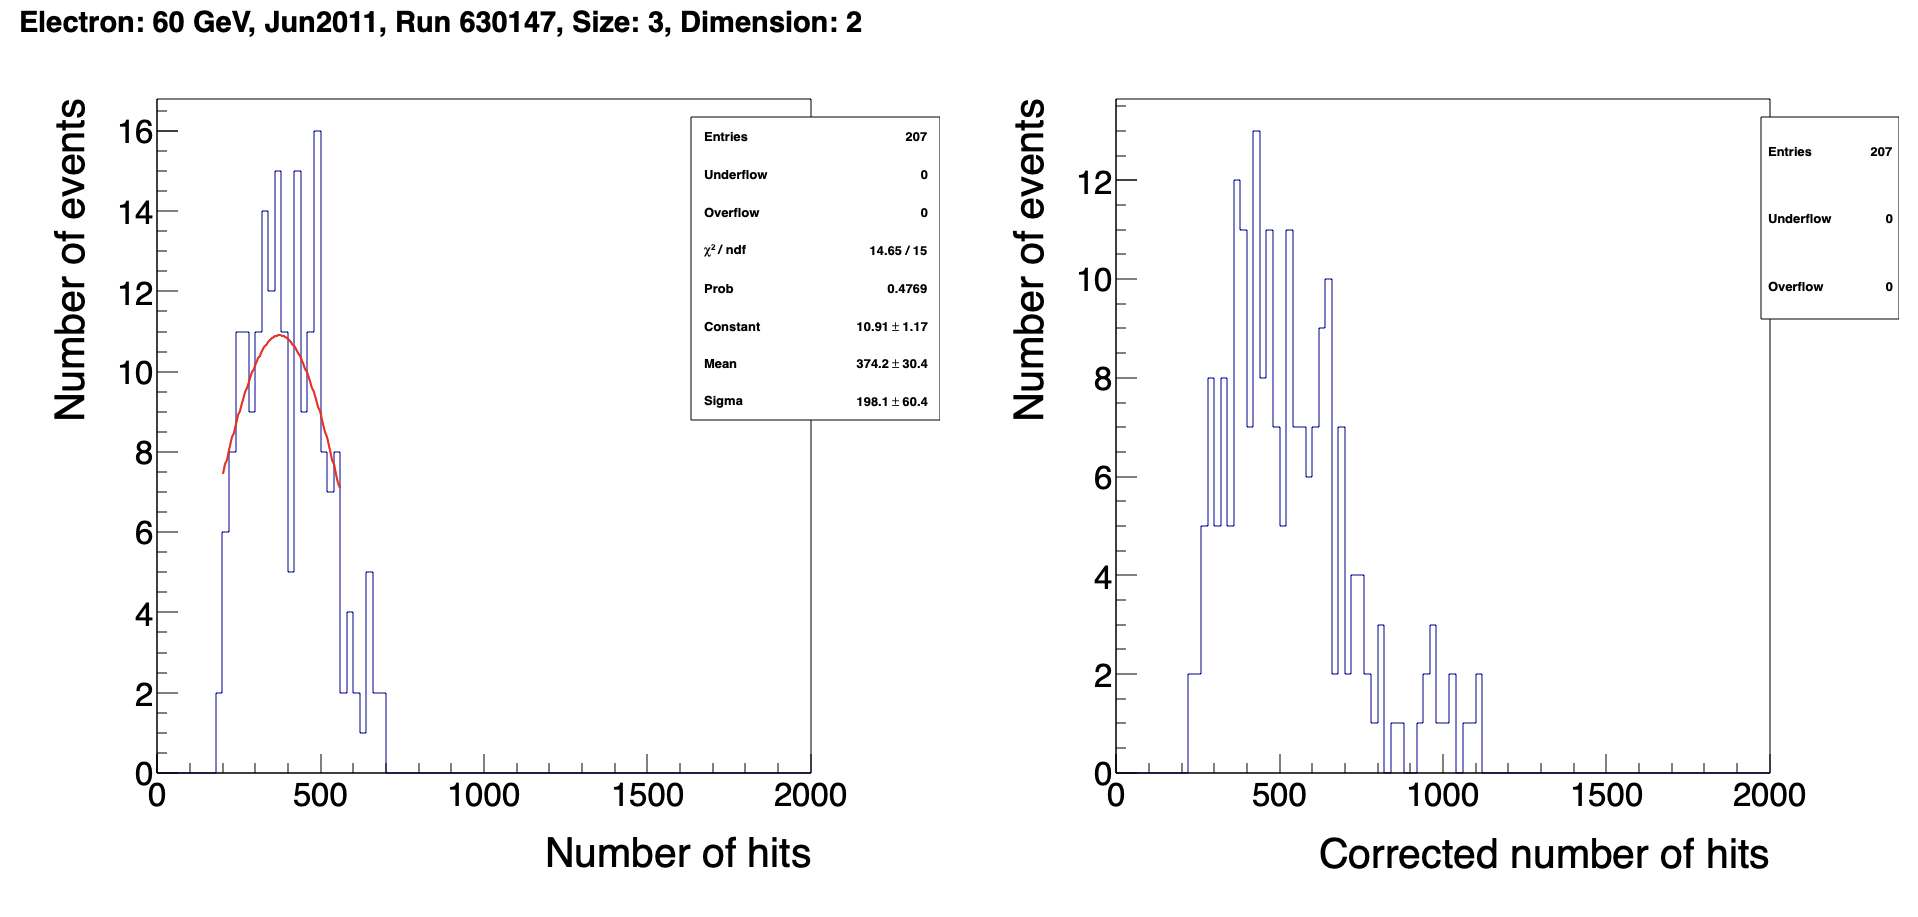 Electron: 60 GeV, Jun2011, Run 630147, Size: 3, Dimension: 2
Number of events
16
14
12
10
8
6
4
2
0
0 500 1000 1500 2000
Number of hits
Entries 207
Underflow 0
Overflow 0
χ² / ndf 14.65 / 15
Prob 0.4769
Constant 10.91 ± 1.17
Mean 374.2 ± 30.4
Sigma 198.1 ± 60.4
Number of events
12
10
8
6
4
2
0
0 500 1000 1500 2000
Corrected number of hits
Entries 207
Underflow 0
Overflow 0